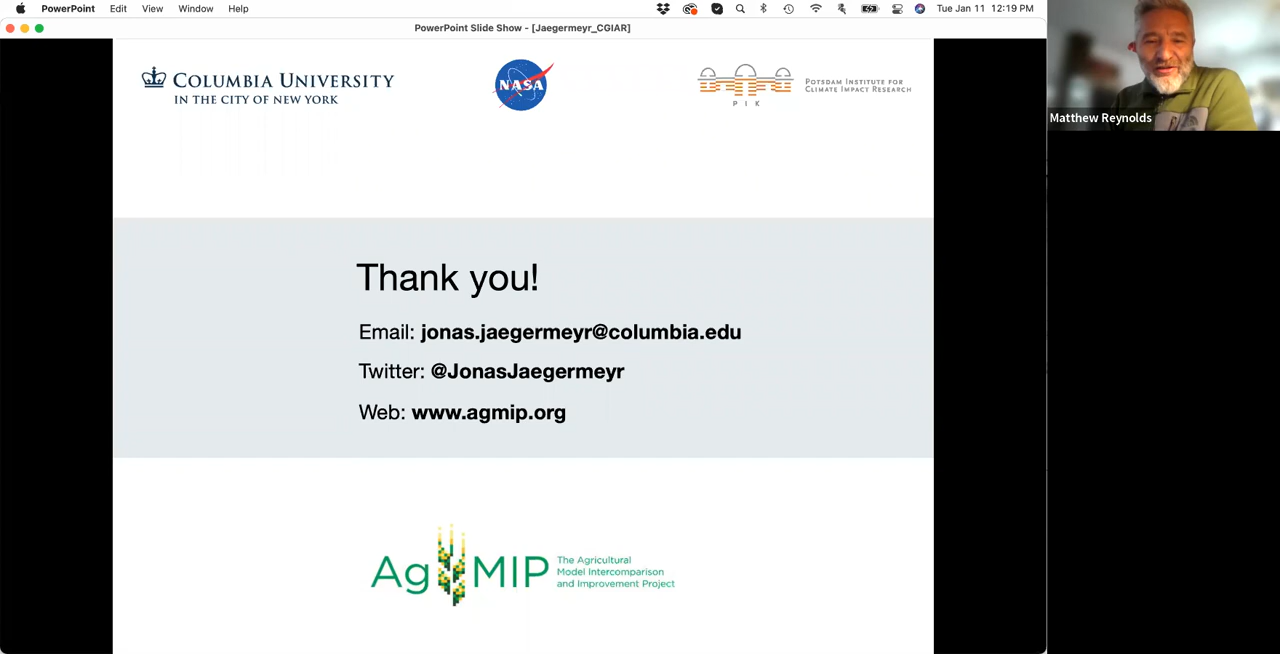 PowerPoint Edit View Window Help Tue Jan 11 12:19 PM
PowerPoint Slide Show - [Jaegermeyr_CGIAR]
COLUMBIA UNIVERSITY
IN THE CITY OF NEW YORK
NASA
PIK
POTSDAM INSTITUTE FOR
CLIMATE IMPACT RESEARCH
Matthew Reynolds
Thank you!
Email: jonas.jaegermeyr@columbia.edu
Twitter: @JonasJaegermeyr
Web: www.agmip.org
AgMIP
The Agricultural
Model Intercomparison
and Improvement Project